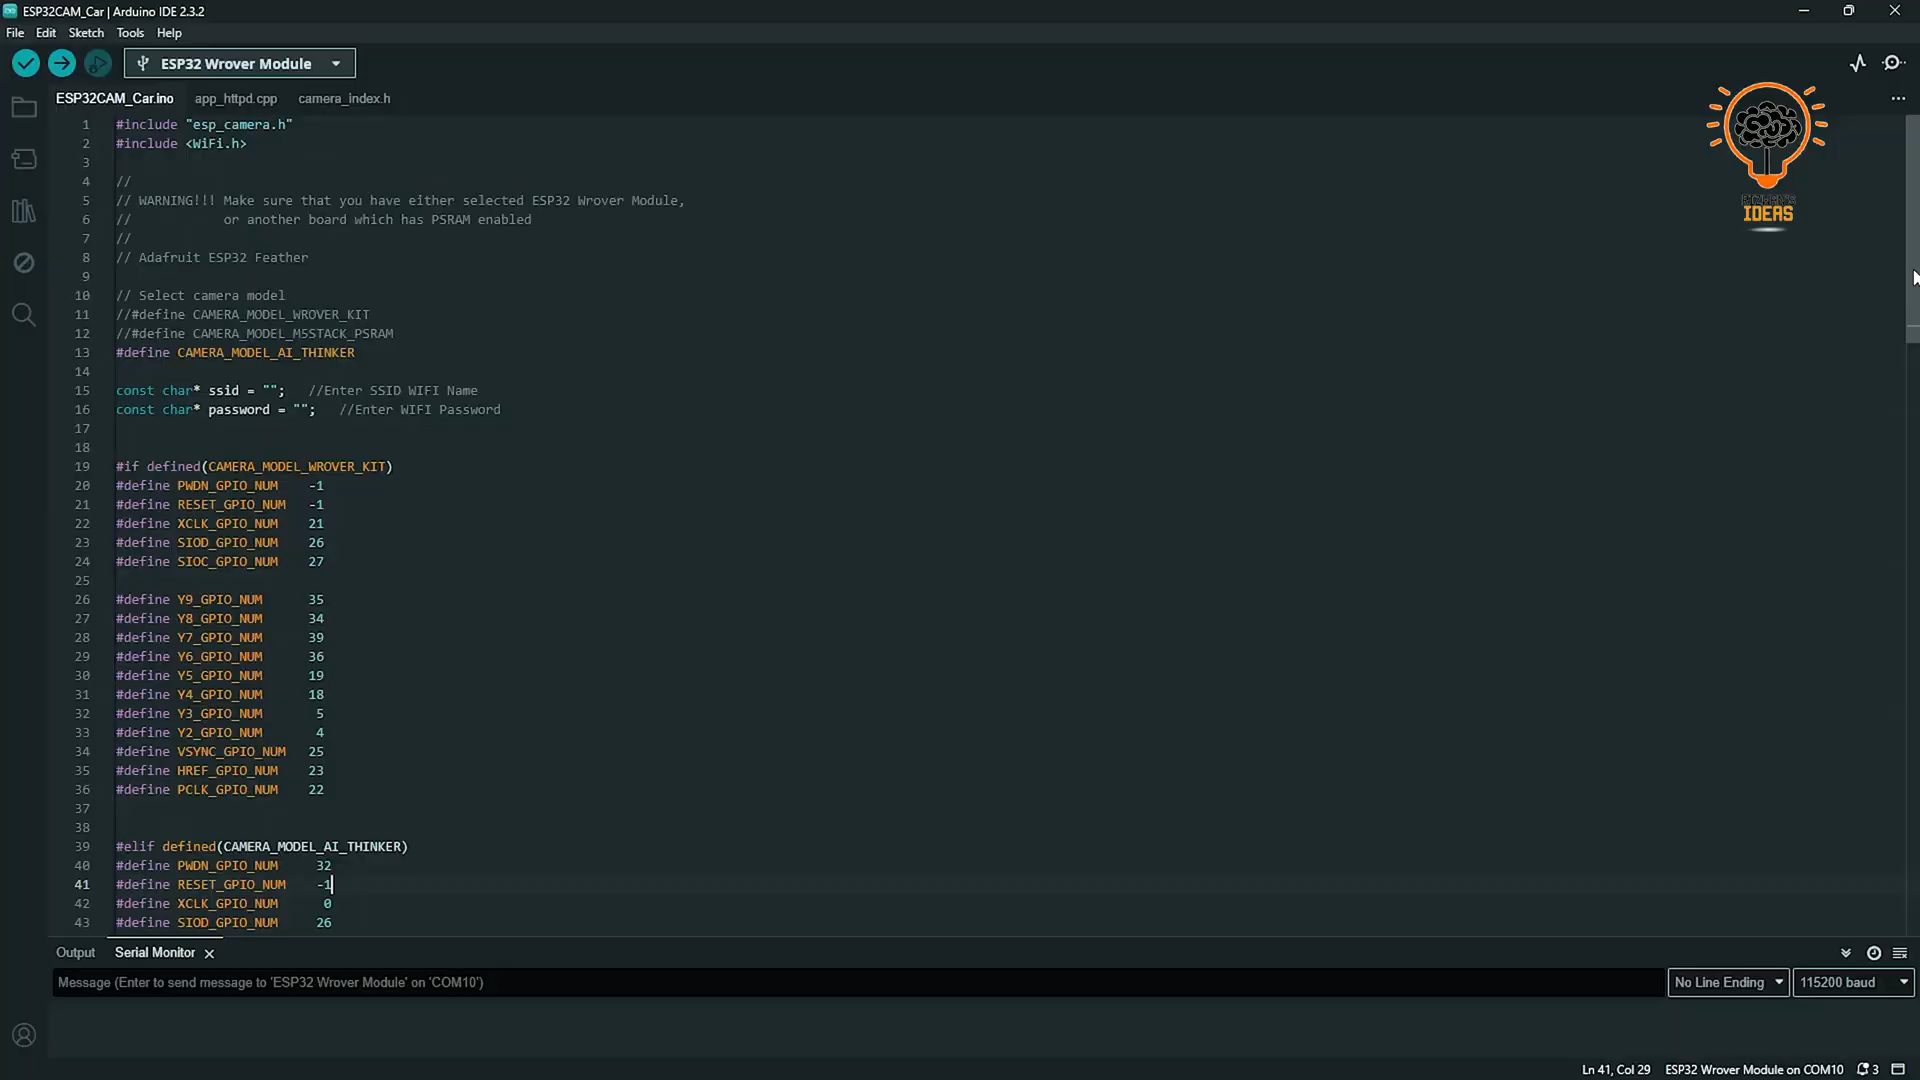 ESP32CAM_Car | Arduino IDE 2.3.2
File Edit Sketch Tools Help
ESP32 Wrover Module
ESP32CAM_Car.ino app_httpd.cpp camera_index.h
1 #include "esp_camera.h"
2 #include <WiFi.h>
3
4 //
5 // WARNING!!! Make sure that you have either selected ESP32 Wrover Module,
6 // or another board which has PSRAM enabled
7 //
8 // Adafruit ESP32 Feather
9
10 // Select camera model
11 //#define CAMERA_MODEL_WROVER_KIT
12 //#define CAMERA_MODEL_M5STACK_PSRAM
13 #define CAMERA_MODEL_AI_THINKER
14
15 const char* ssid = ""; //Enter SSID WIFI Name
16 const char* password = ""; //Enter WIFI Password
17
18
19 #if defined(CAMERA_MODEL_WROVER_KIT)
20 #define PWDN_GPIO_NUM -1
21 #define RESET_GPIO_NUM -1
22 #define XCLK_GPIO_NUM 21
23 #define SIOD_GPIO_NUM 26
24 #define SIOC_GPIO_NUM 27
25
26 #define Y9_GPIO_NUM 35
27 #define Y8_GPIO_NUM 34
28 #define Y7_GPIO_NUM 39
29 #define Y6_GPIO_NUM 36
30 #define Y5_GPIO_NUM 19
31 #define Y4_GPIO_NUM 18
32 #define Y3_GPIO_NUM 5
33 #define Y2_GPIO_NUM 4
34 #define VSYNC_GPIO_NUM 25
35 #define HREF_GPIO_NUM 23
36 #define PCLK_GPIO_NUM 22
37
38
39 #elif defined(CAMERA_MODEL_AI_THINKER)
40 #define PWDN_GPIO_NUM 32
41 #define RESET_GPIO_NUM -1
42 #define XCLK_GPIO_NUM 0
43 #define SIOD_GPIO_NUM 26
RIZWAN'S
IDEAS
Output Serial Monitor
Message (Enter to send message to 'ESP32 Wrover Module' on 'COM10')
No Line Ending 115200 baud
Ln 41, Col 29 ESP32 Wrover Module on COM10 3